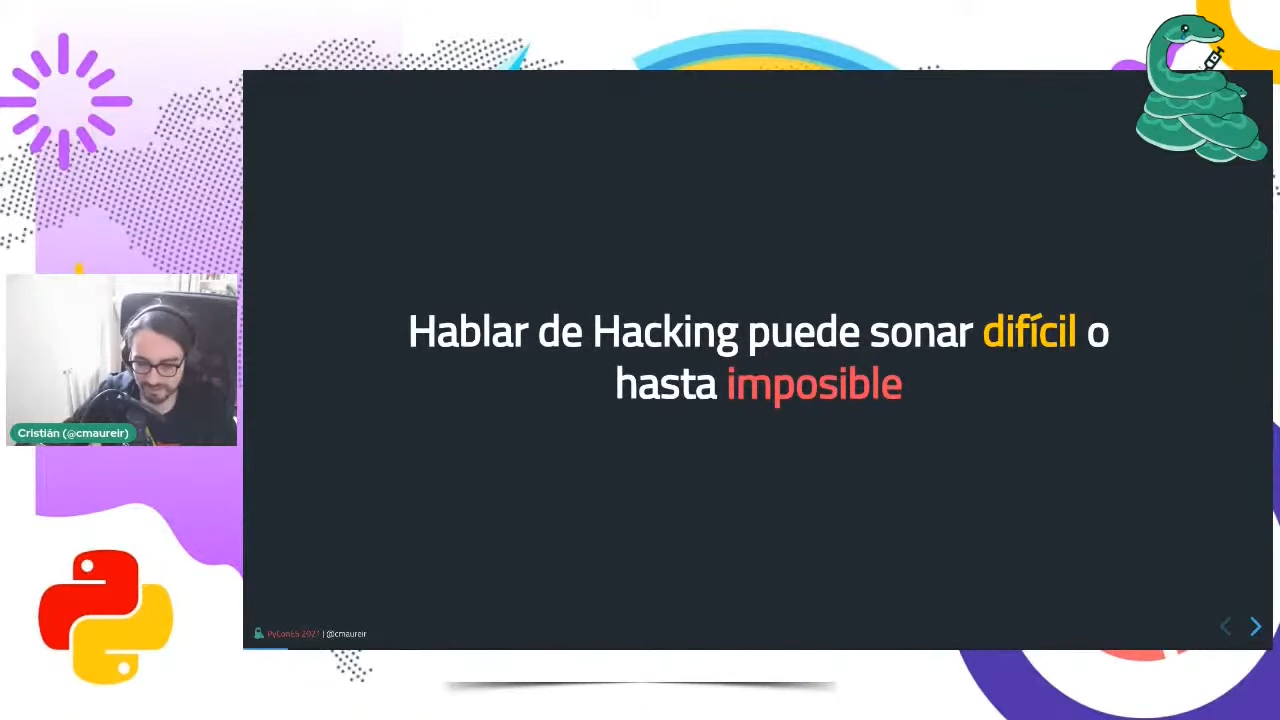 Hablar de Hacking puede sonar difícil o
hasta imposible
Cristián (@cmaureir)
PyConES 2021 | @cmaureir